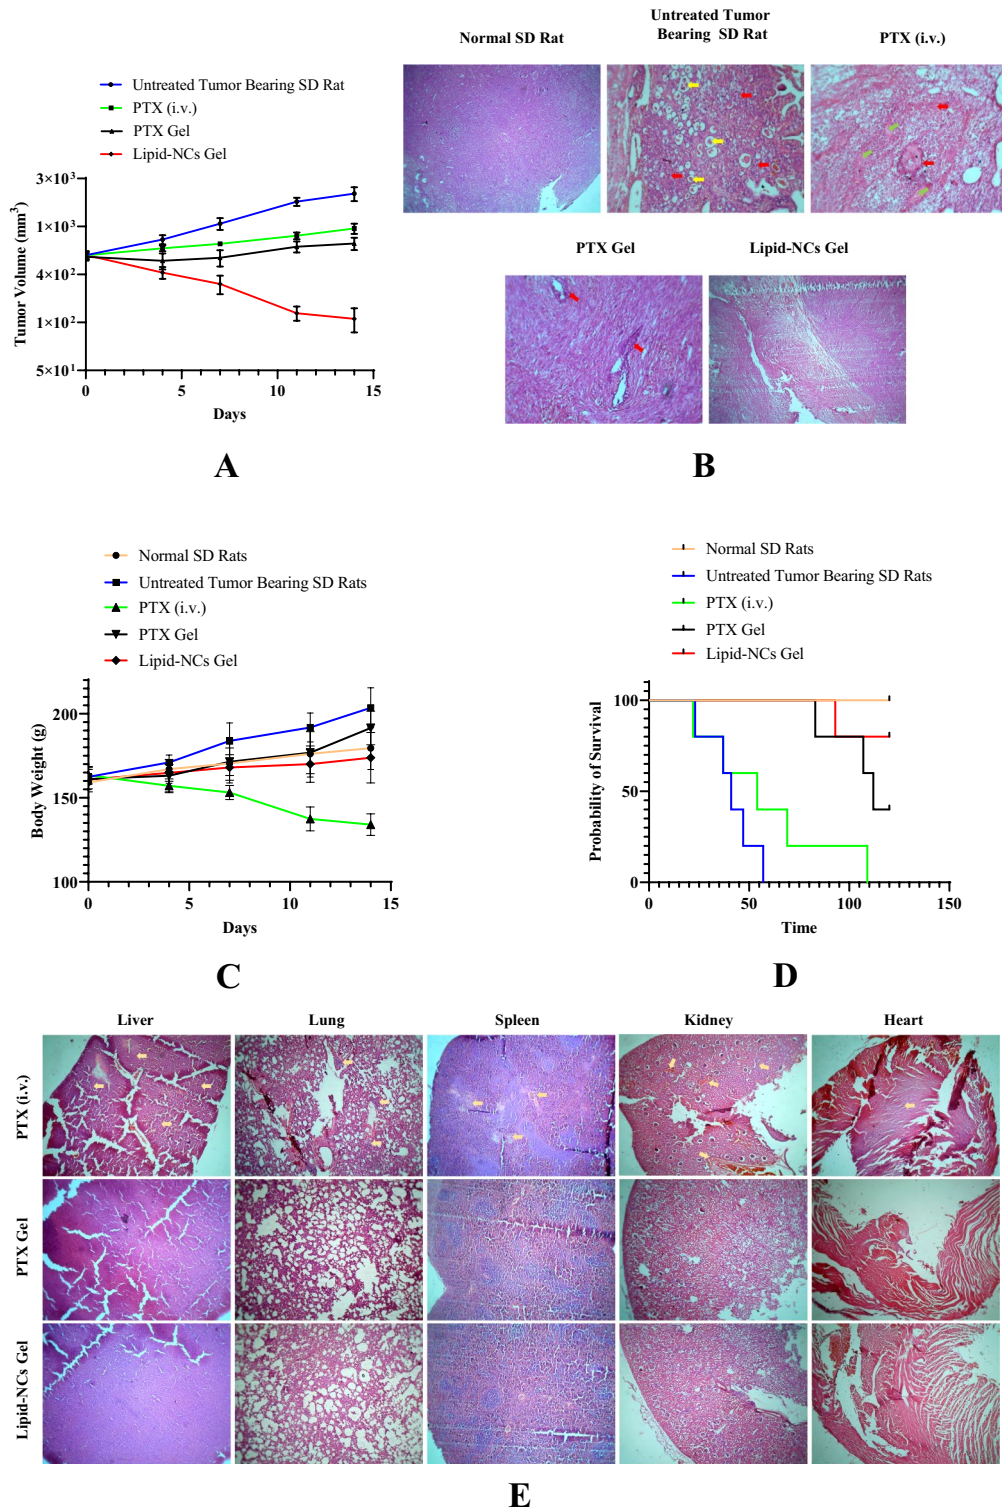 Untreated Tumor Bearing SD Rat
PTX (i.v.)
PTX Gel
Lipid-NCs Gel
3×10³
1×10³
4×10²
1×10²
5×10¹
Tumor Volume (mm³)
0
5
10
15
Days
A
Normal SD Rat
Untreated Tumor
Bearing SD Rat
PTX (i.v.)
PTX Gel
Lipid-NCs Gel
B
Normal SD Rats
Untreated Tumor Bearing SD Rats
PTX (i.v.)
PTX Gel
Lipid-NCs Gel
200
150
100
Body Weight (g)
0
5
10
15
Days
C
Normal SD Rats
Untreated Tumor Bearing SD Rats
PTX (i.v.)
PTX Gel
Lipid-NCs Gel
100
50
0
Probability of Survival
0
50
100
150
Time
D
Liver
Lung
Spleen
Kidney
Heart
PTX (i.v.)
PTX Gel
Lipid-NCs Gel
E